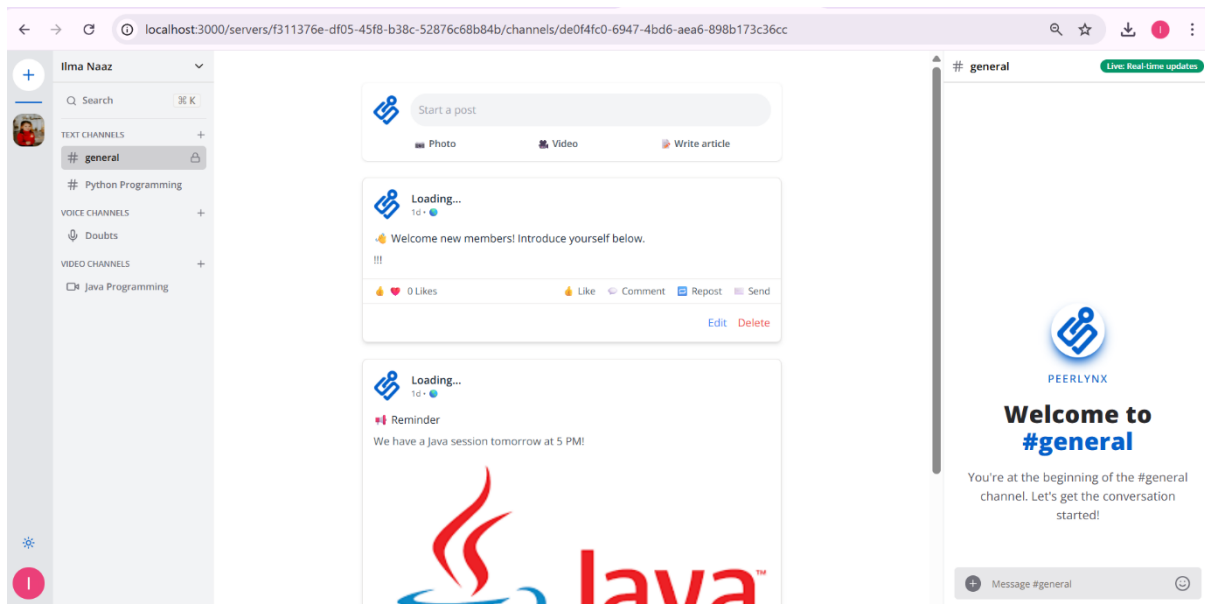 localhost:3000/servers/f311376e-df05-45f8-b38c-52876c68b84b/channels/de0f4fc0-6947-4bd6-aea6-898b173c36cc
I
Ilma Naaz
Search ⌘ K
TEXT CHANNELS +
# general
# Python Programming
VOICE CHANNELS +
Doubts
VIDEO CHANNELS +
Java Programming
I
Start a post
Photo Video Write article
Loading...
1d •
Welcome new members! Introduce yourself below.
!!!
0 Likes Like Comment Repost Send
Edit Delete
Loading...
1d •
Reminder
We have a Java session tomorrow at 5 PM!
Java™
# general Live: Real-time updates
PEERLYNX
Welcome to
#general
You're at the beginning of the #general
channel. Let's get the conversation
started!
Message #general